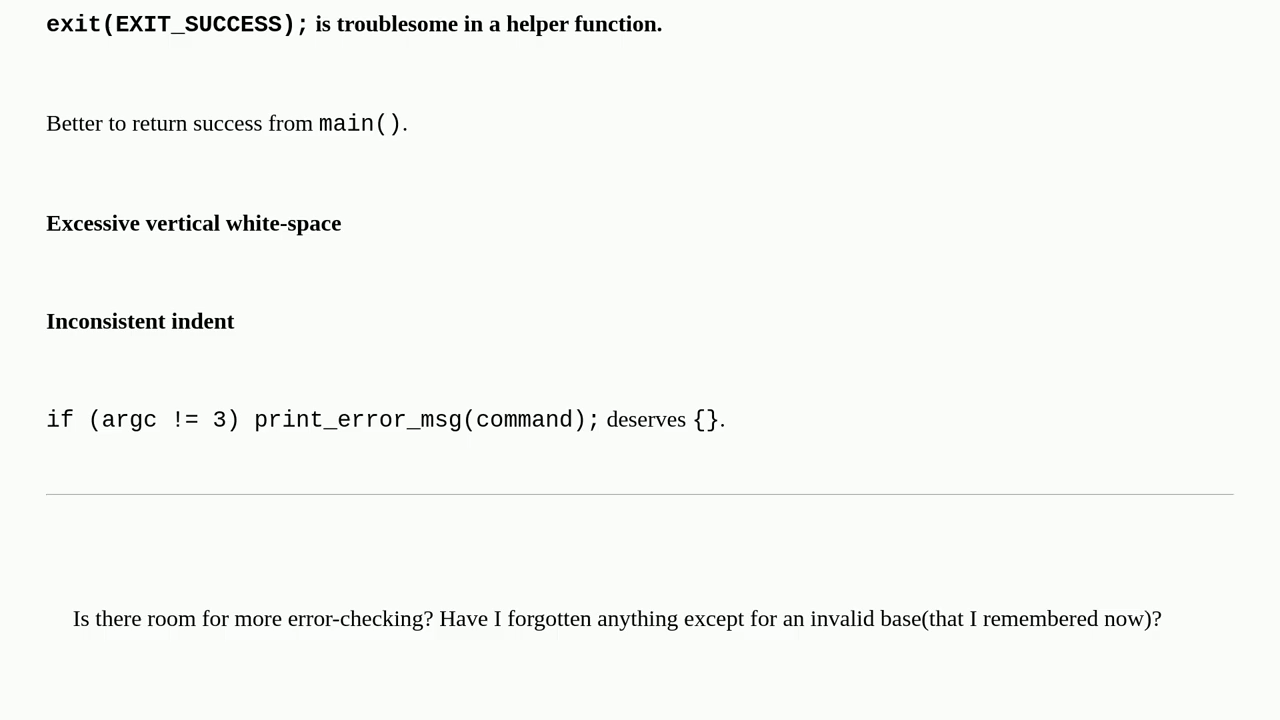 exit(EXIT_SUCCESS); is troublesome in a helper function.
Better to return success from main().
Excessive vertical white-space
Inconsistent indent
if (argc != 3) print_error_msg(command); deserves {}.
Is there room for more error-checking? Have I forgotten anything except for an invalid base(that I remembered now)?